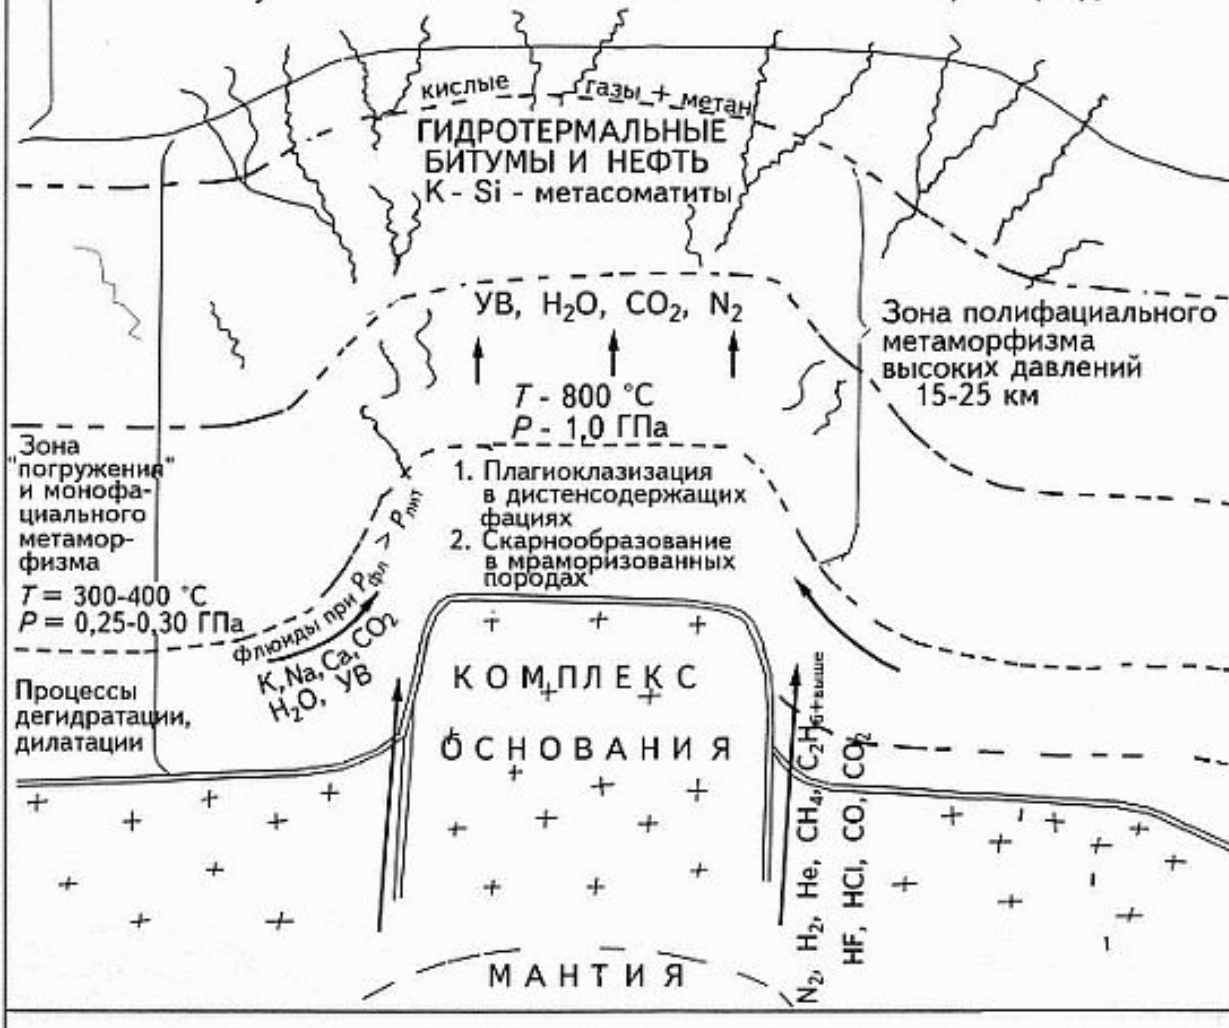 кислые газы + метан
ГИДРОТЕРМАЛЬНЫЕ
БИТУМЫ И НЕФТЬ
K - Si - метасоматиты
УВ, H₂O, CO₂, N₂
T - 800 °C
P - 1,0 ГПа
Зона полифациального
метаморфизма
высоких давлений
15-25 км
Зона
"погружения"
и монофа-
циального
метамор-
физма
T = 300-400 °C
P = 0,25-0,30 ГПа
1. Плагиоклазизация
в дистенсодержащих
фациях
2. Скарнообразование
в мраморизованных
породах
Флюиды при Pфл > Pлит
K, Na, Ca, CO₂
H₂O, УВ
Процессы
дегидратации,
дилатации
КОМПЛЕКС
ОСНОВАНИЯ
N₂, H₂, He, CH₄, C₂H₆+выше
HF, HCl, CO, CO₂
МАНТИЯ